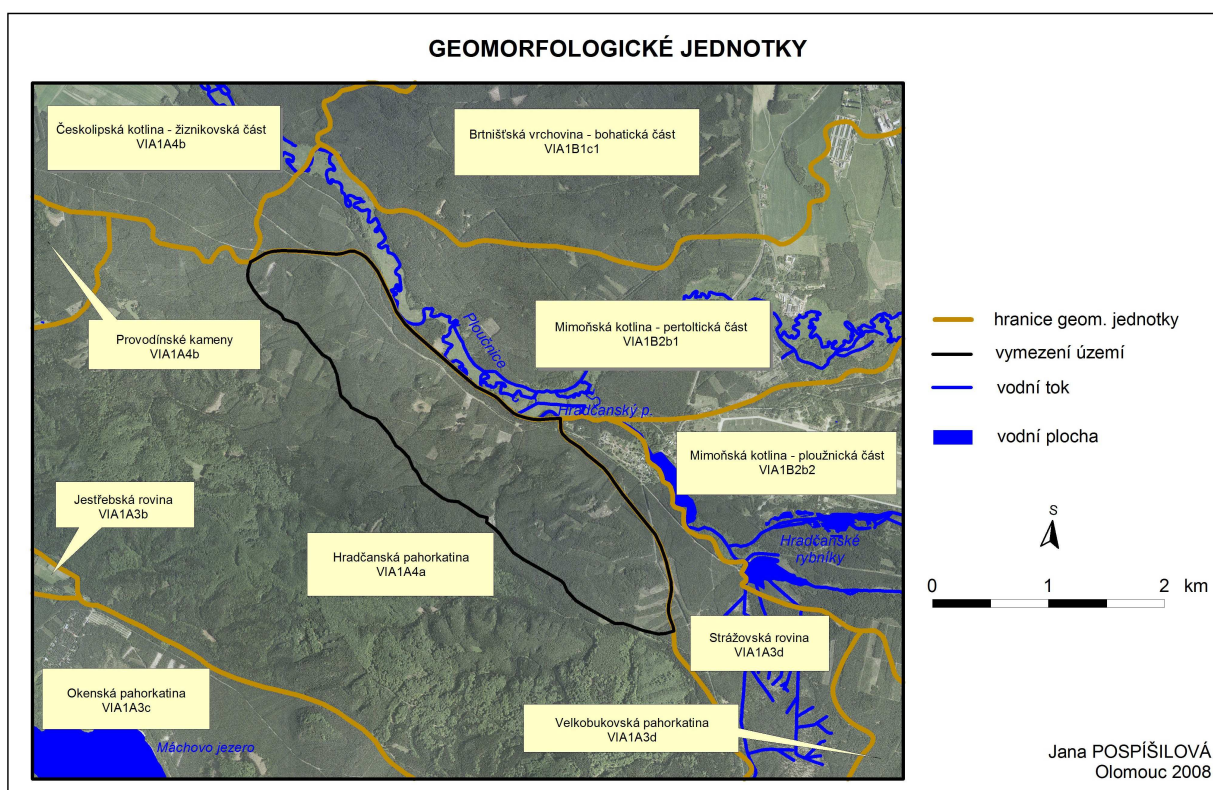 GEOMORFOLOGICKÉ JEDNOTKY
Českolipská kotlina - žiznikovská část
VIA1A4b
Brtnišťská vrchovina - bohatická část
VIA1B1c1
Provodínské kameny
VIA1A4b
Ploučnice
Mimoňská kotlina - pertoltická část
VIA1B2b1
Hradčanský p.
Mimoňská kotlina - ploužnická část
VIA1B2b2
Jestřebská rovina
VIA1A3b
Hradčanská pahorkatina
VIA1A4a
Hradčanské
rybníky
Strážovská rovina
VIA1A3d
Okenská pahorkatina
VIA1A3c
Velkobukovská pahorkatina
VIA1A3d
Máchovo jezero
hranice geom. jednotky
vymezení území
vodní tok
vodní plocha
S
0 1 2 km
Jana POSPÍŠILOVÁ
Olomouc 2008